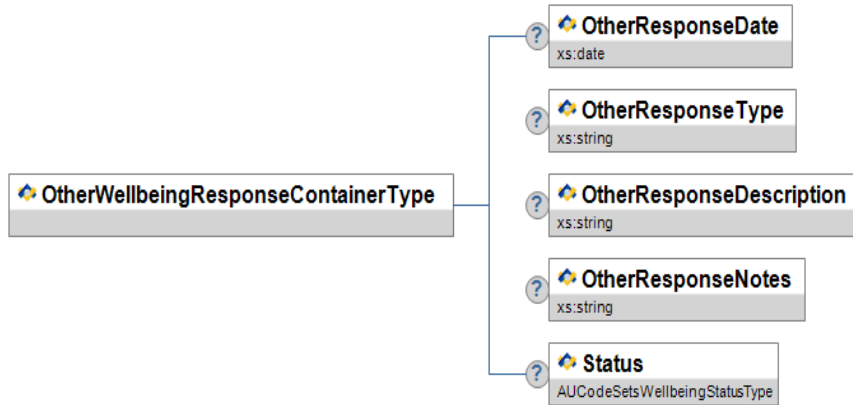 ? OtherResponseDate
xs:date
? OtherResponseType
xs:string
OtherWellbeingResponseContainerType
? OtherResponseDescription
xs:string
? OtherResponseNotes
xs:string
? Status
AUCodeSetsWellbeingStatusType